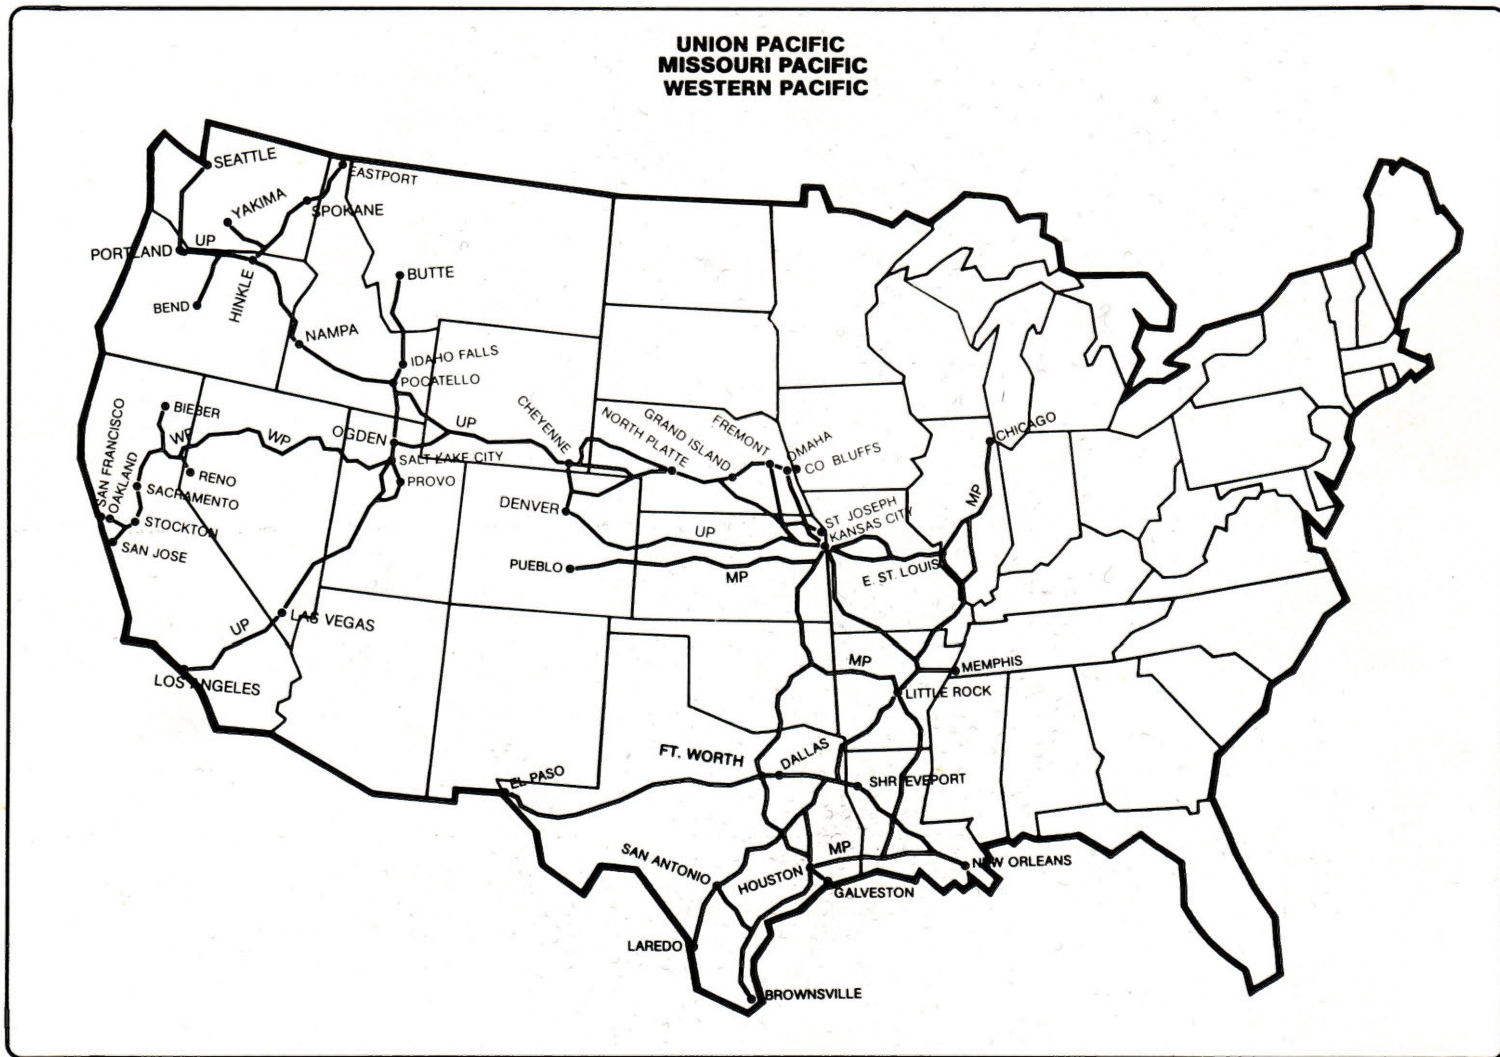 UNION PACIFIC
MISSOURI PACIFIC
WESTERN PACIFIC
SEATTLE
EASTPORT
YAKIMA
SPOKANE
UP
PORTLAND
HINKLE
BEND
BUTTE
NAMPA
IDAHO FALLS
POCATELLO
BIEBER
WP
WP
OGDEN
UP
CHEYENNE
NORTH PLATTE
GRAND ISLAND
FREMONT
OMAHA
CO BLUFFS
CHICAGO
SAN FRANCISCO
OAKLAND
RENO
SACRAMENTO
SALT LAKE CITY
PROVO
STOCKTON
SAN JOSE
DENVER
UP
ST JOSEPH
KANSAS CITY
MP
PUEBLO
MP
E. ST. LOUIS
LAS VEGAS
UP
LOS ANGELES
MP
MEMPHIS
LITTLE ROCK
FT. WORTH
DALLAS
EL PASO
SHREVEPORT
SAN ANTONIO
HOUSTON
MP
GALVESTON
NEW ORLEANS
LAREDO
BROWNSVILLE